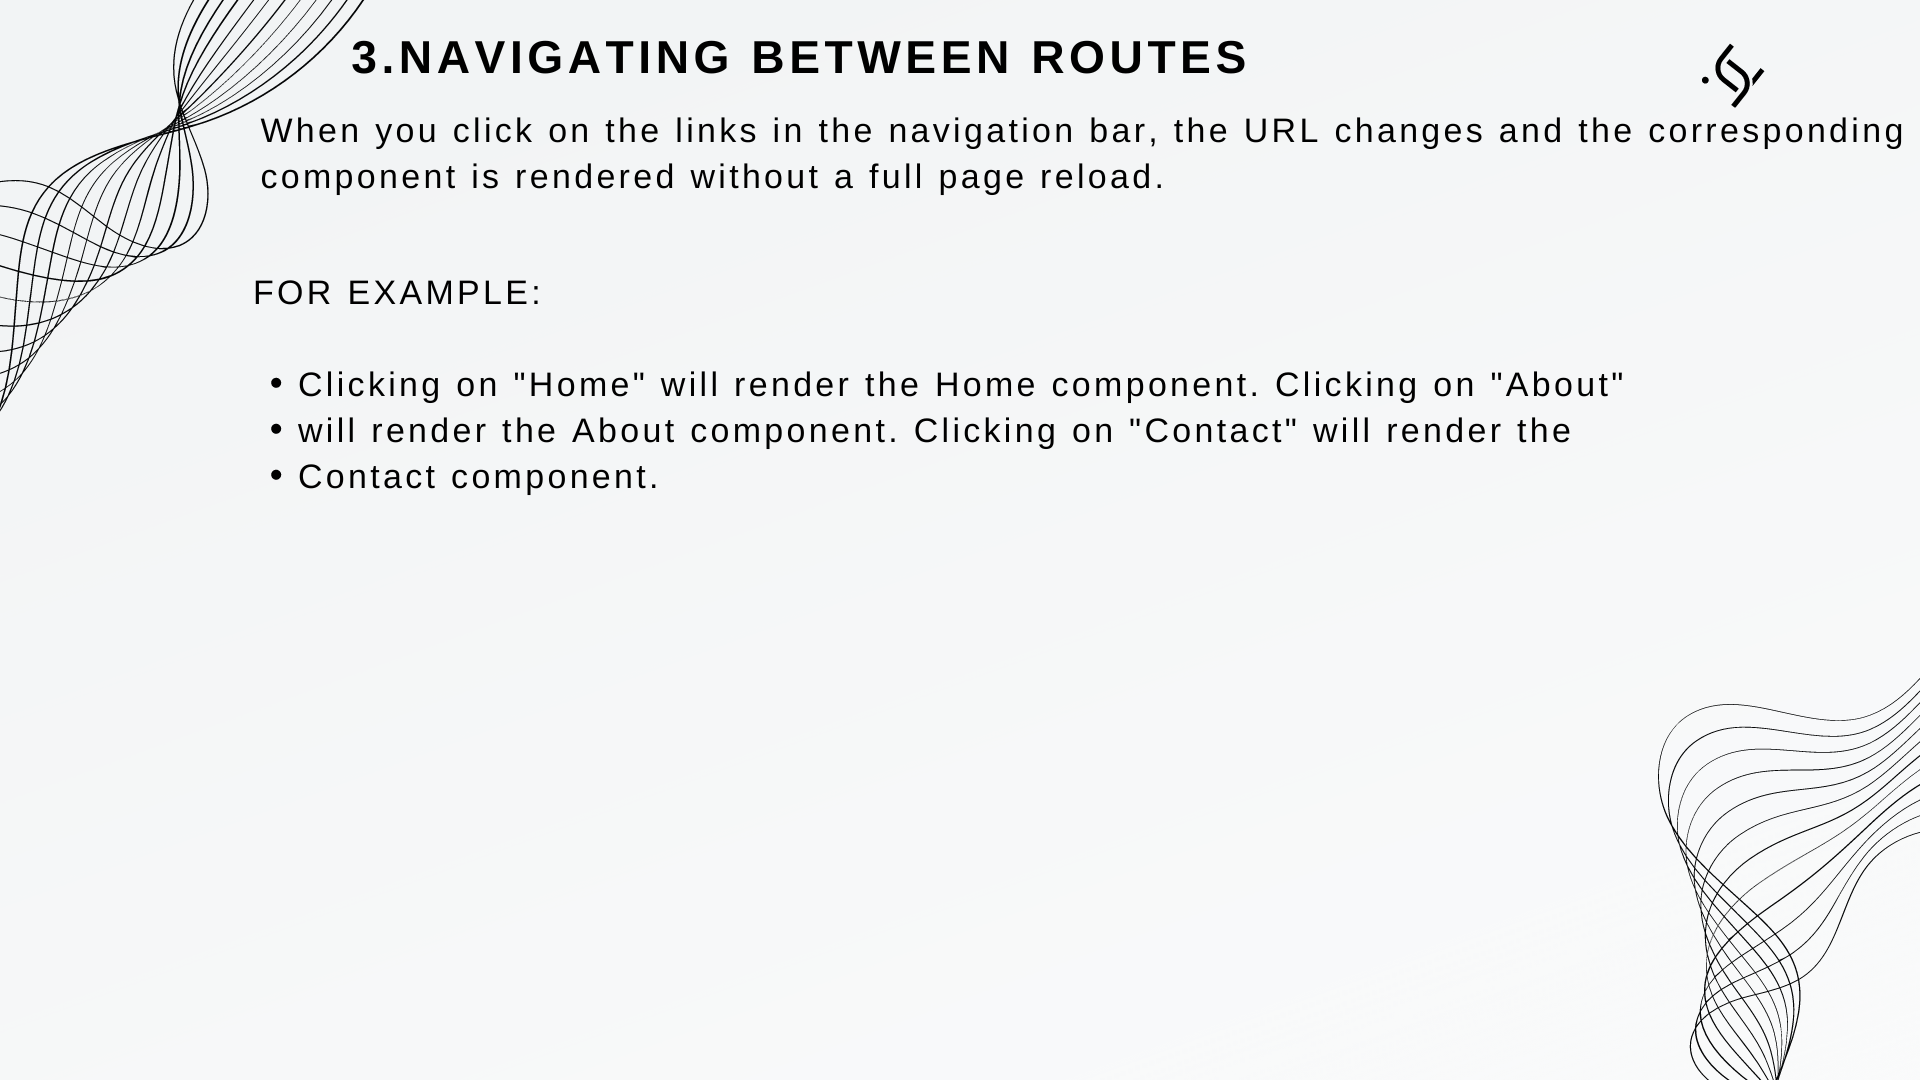 3.NAVIGATING BETWEEN ROUTES
When you click on the links in the navigation bar, the URL changes and the corresponding
component is rendered without a full page reload.
FOR EXAMPLE:
• Clicking on "Home" will render the Home component. Clicking on "About"
• will render the About component. Clicking on "Contact" will render the
• Contact component.